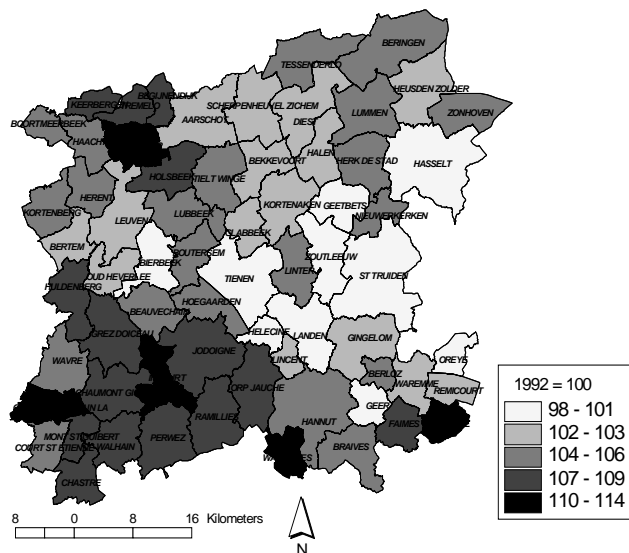 BERINGEN
TESSENDERLO
HEUSDEN ZOLDER
BEGIJNENDIJK
KEERBERGEN
TREMELO
SCHERPENHEUVEL ZICHEM
ZONHOVEN
AARSCHOT
DIEST
LUMMEN
BOORTMEERBEEK
HAACHT
HALEN
BEKKEVOORT
HERK DE STAD
HASSELT
HOLSBEEK
TIELT WINGE
HERENT
KORTENAKEN
GEETBETS
KORTENBERG
LUBBEEK
NIEUWERKERKEN
LEUVEN
GLABBEEK
BERTEM
BOUTERSEM
ZOUTLEEUW
BIERBEEK
OUD HEVERLEE
TIENEN
LINTER
ST TRUIDEN
HULDENBERG
HOEGAARDEN
BEAUVECHAIN
GREZ DOICEAU
HELECINE
LANDEN
GINGELOM
JODOIGNE
WAVRE
LINCENT
OREYE
BERLOZ
WAREMME
REMICOURT
CHAUMONT GI
ORP JAUCHE
GEER
RAMILLIES
HANNUT
FAIMES
MONT ST GUIBERT
COURT ST ETIENNE
WALHAIN
PERWEZ
BRAIVES
CHASTRE
1992 = 100
98 - 101
102 - 103
104 - 106
107 - 109
110 - 114
8 0 8 16 Kilometers
N